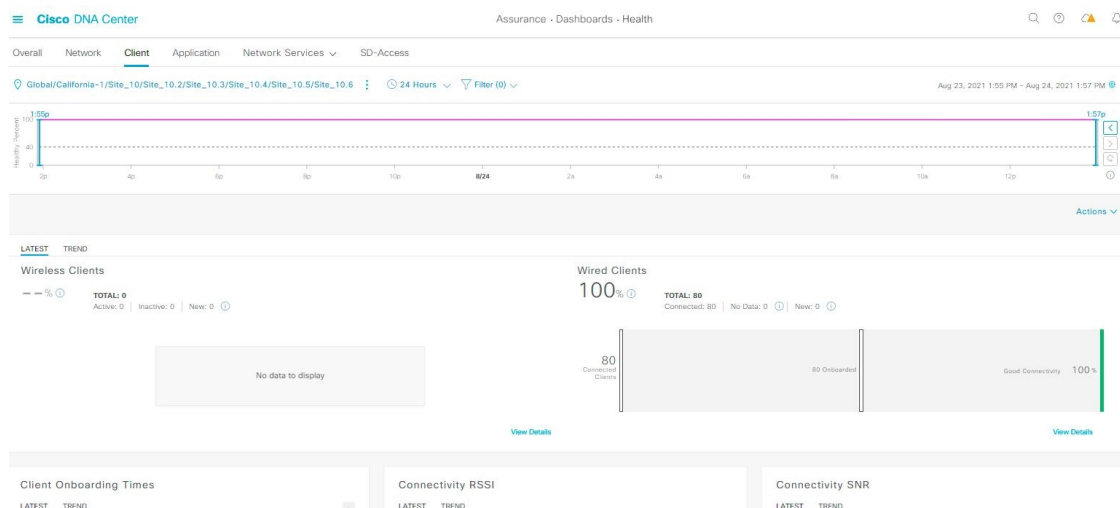 Cisco DNA Center
Assurance · Dashboards · Health
Overall Network Client Application Network Services SD-Access
Global/California-1/Site_10/Site_10.2/Site_10.3/Site_10.4/Site_10.5/Site_10.6 24 Hours Filter (0)
Aug 23, 2021 1:55 PM - Aug 24, 2021 1:57 PM
1:55p 1:57p
Healthy Percent
100
40
0
2p 4p 6p 8p 10p 8/24 2a 4a 6a 8a 10a 12p
Actions
LATEST TREND
Wireless Clients
--%
TOTAL: 0
Active: 0 | Inactive: 0 | New: 0
No data to display
View Details
Wired Clients
100%
TOTAL: 80
Connected: 80 | No Data: 0 | New: 0
80
Connected
Clients
80 Onboarded
Good Connectivity 100 %
View Details
Client Onboarding Times
LATEST TREND
Connectivity RSSI
LATEST TREND
Connectivity SNR
LATEST TREND